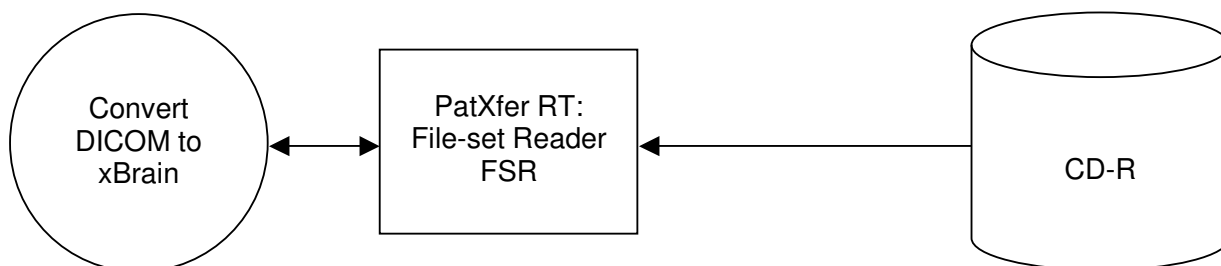 Convert
DICOM to
xBrain
PatXfer RT:
File-set Reader
FSR
CD-R